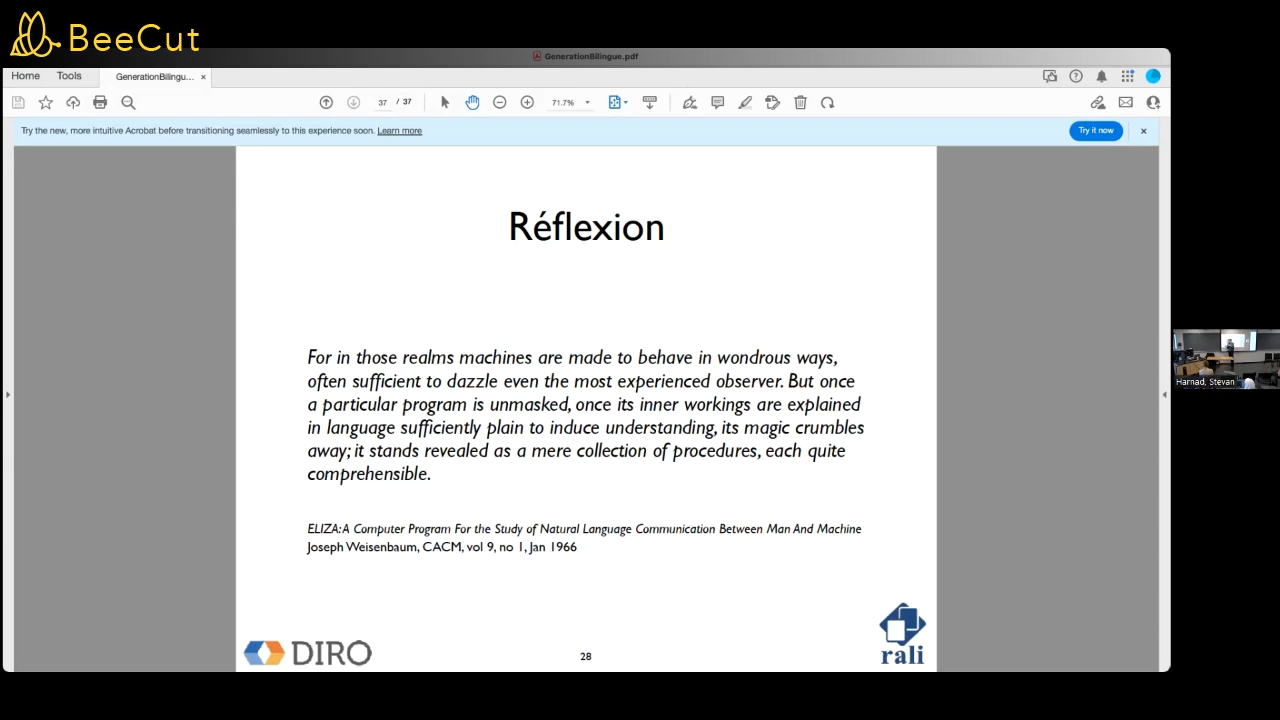 BeeCut
GenerationBilingue.pdf
Home Tools GenerationBilingu... ×
37 / 37 71.7%
Try the new, more intuitive Acrobat before transitioning seamlessly to this experience soon. Learn more Try it now ×
Réflexion
For in those realms machines are made to behave in wondrous ways,
often sufficient to dazzle even the most experienced observer. But once
a particular program is unmasked, once its inner workings are explained
in language sufficiently plain to induce understanding, its magic crumbles
away; it stands revealed as a mere collection of procedures, each quite
comprehensible.
Harnad, Stevan
ELIZA: A Computer Program For the Study of Natural Language Communication Between Man And Machine
Joseph Weisenbaum, CACM, vol 9, no 1, Jan 1966
DIRO
28
rali